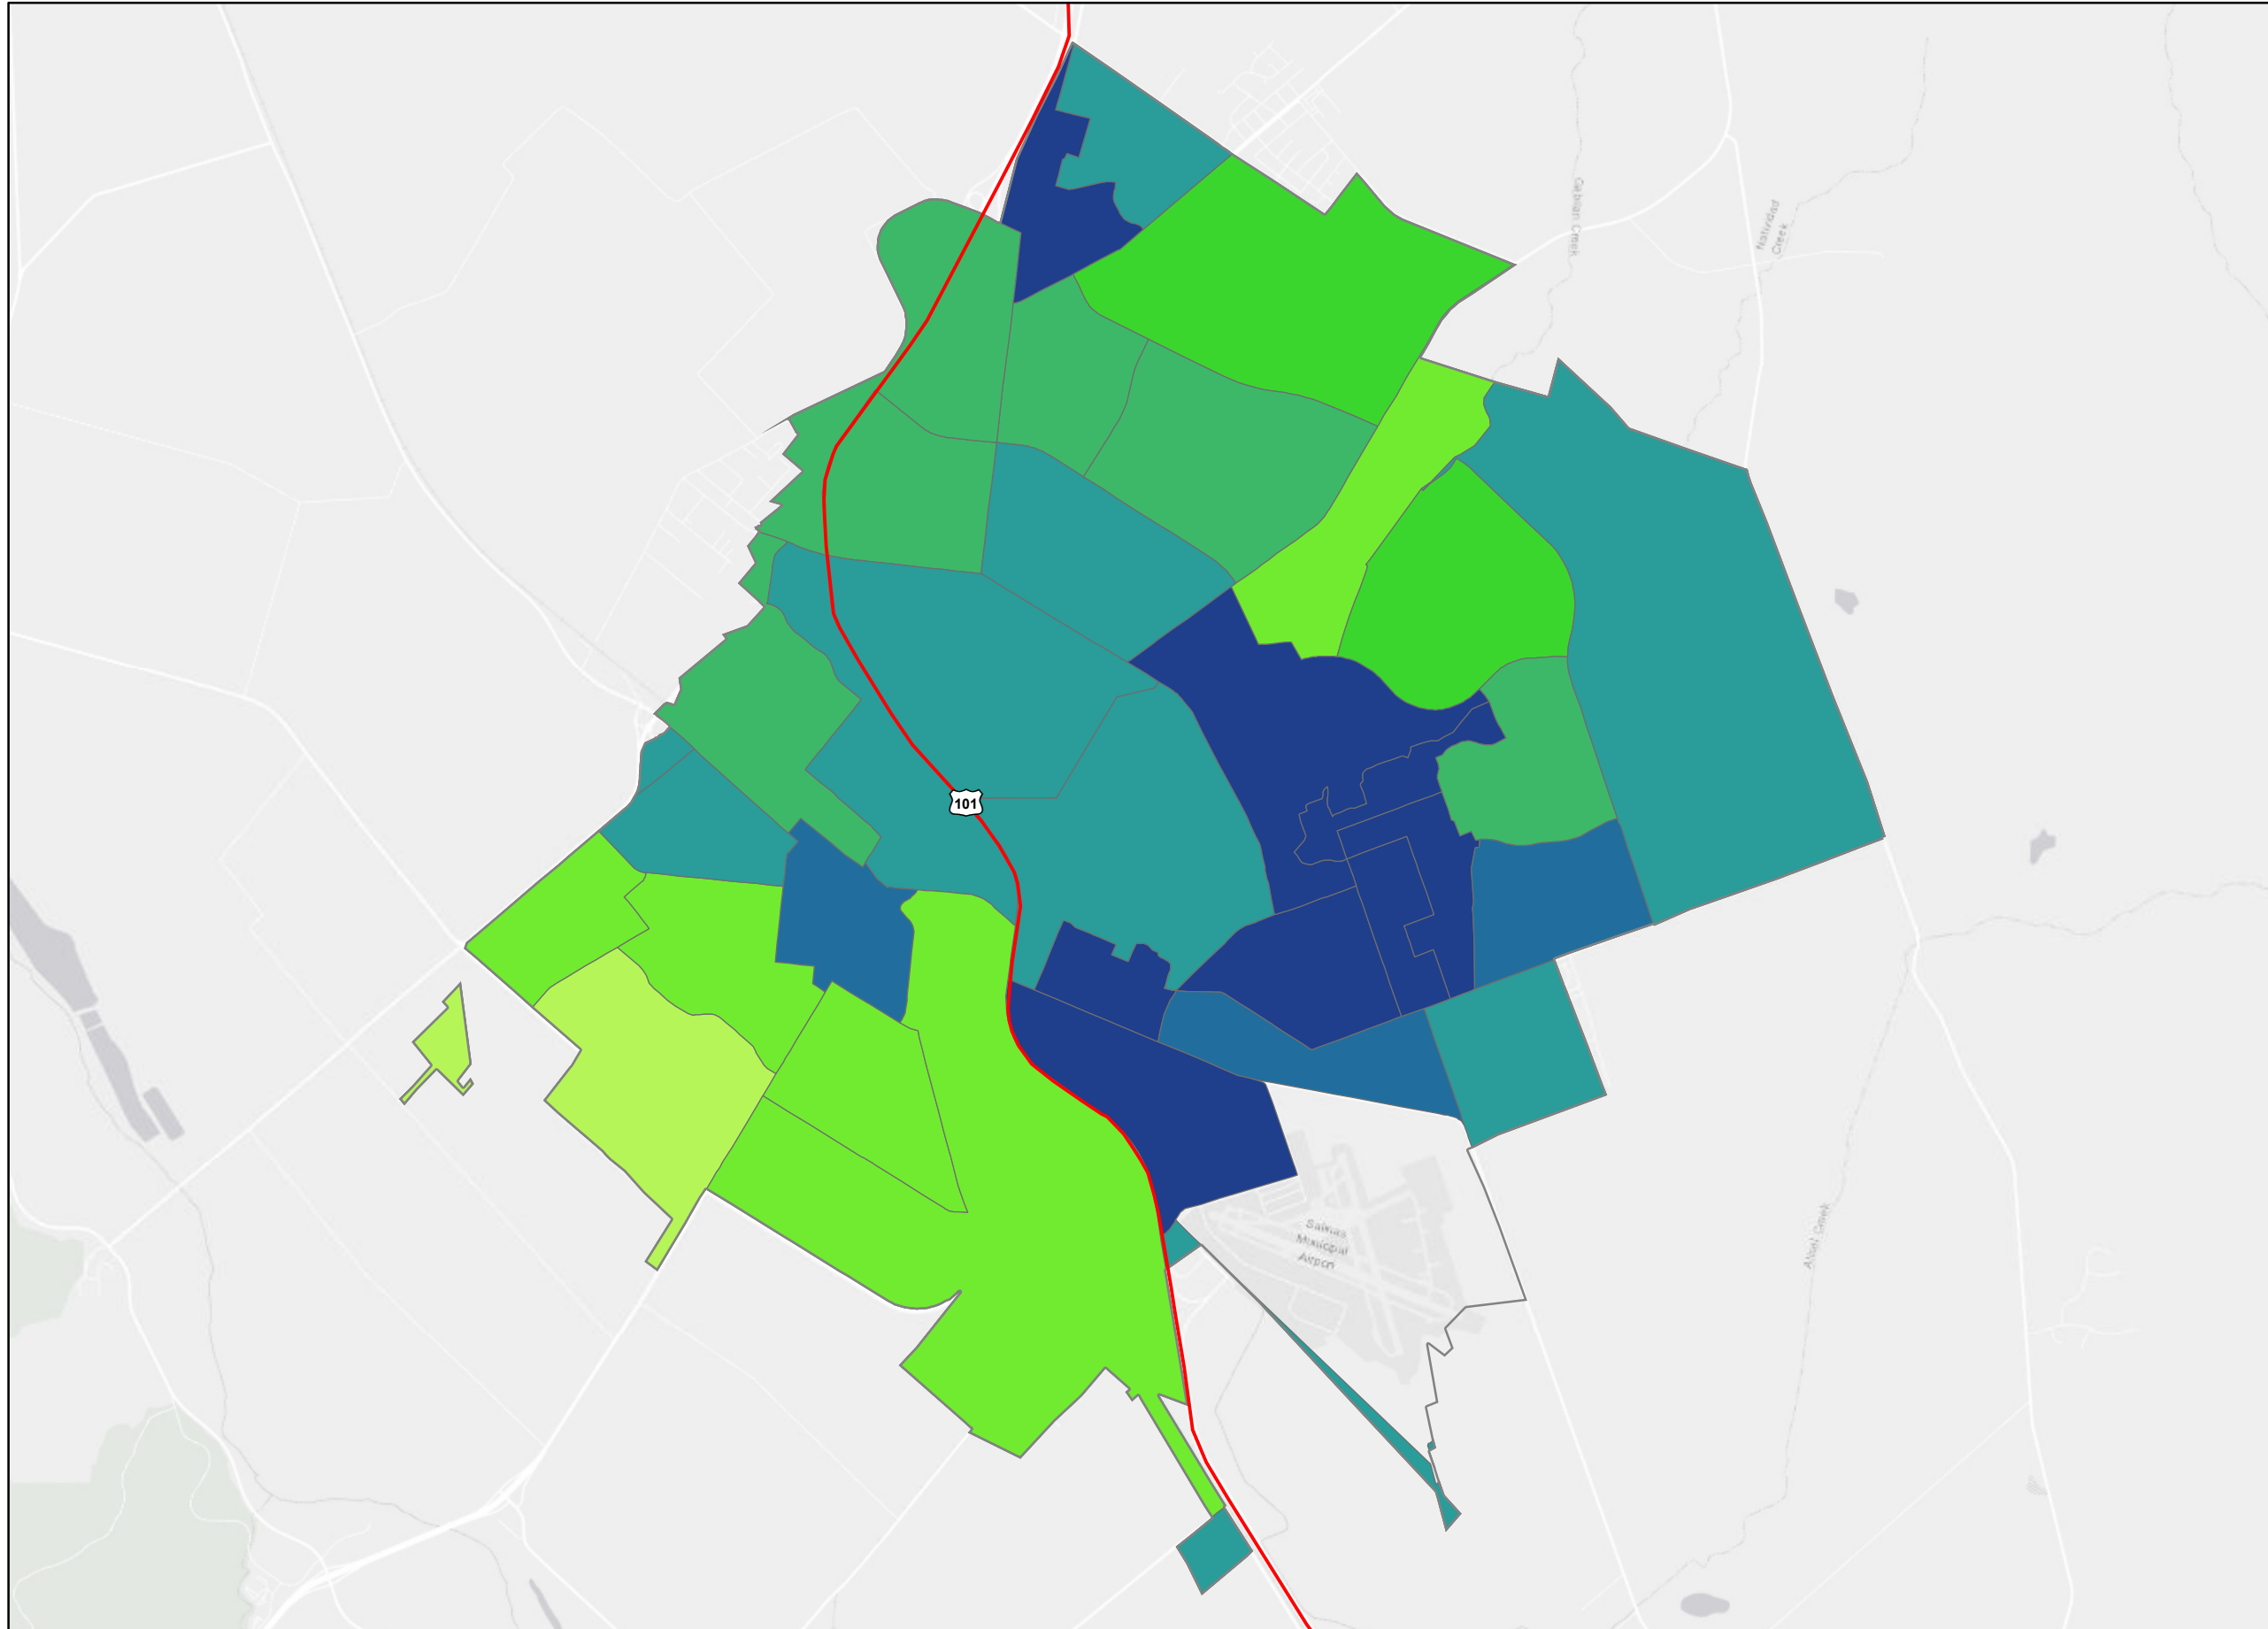 Gabilan Creek
Natividad
Creek
101
Salinas
Municipal
Airport
Alisal Creek